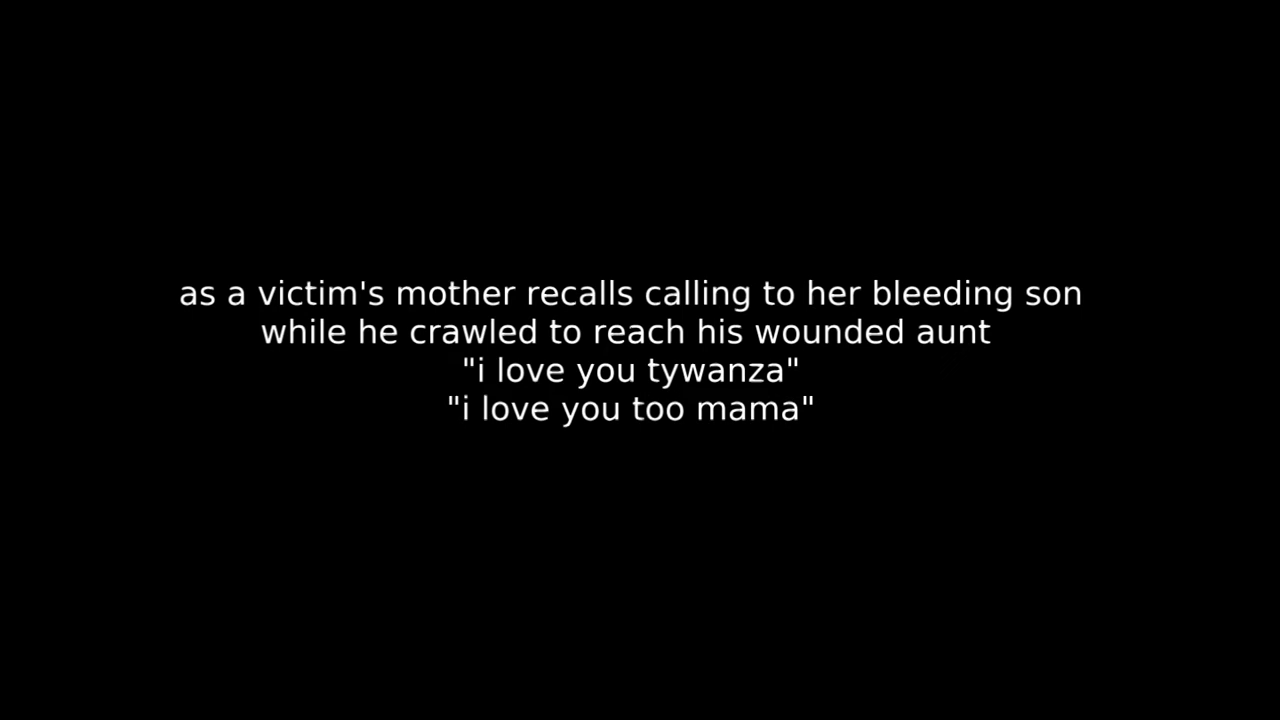 as a victim's mother recalls calling to her bleeding son
while he crawled to reach his wounded aunt
"i love you tywanza"
"i love you too mama"